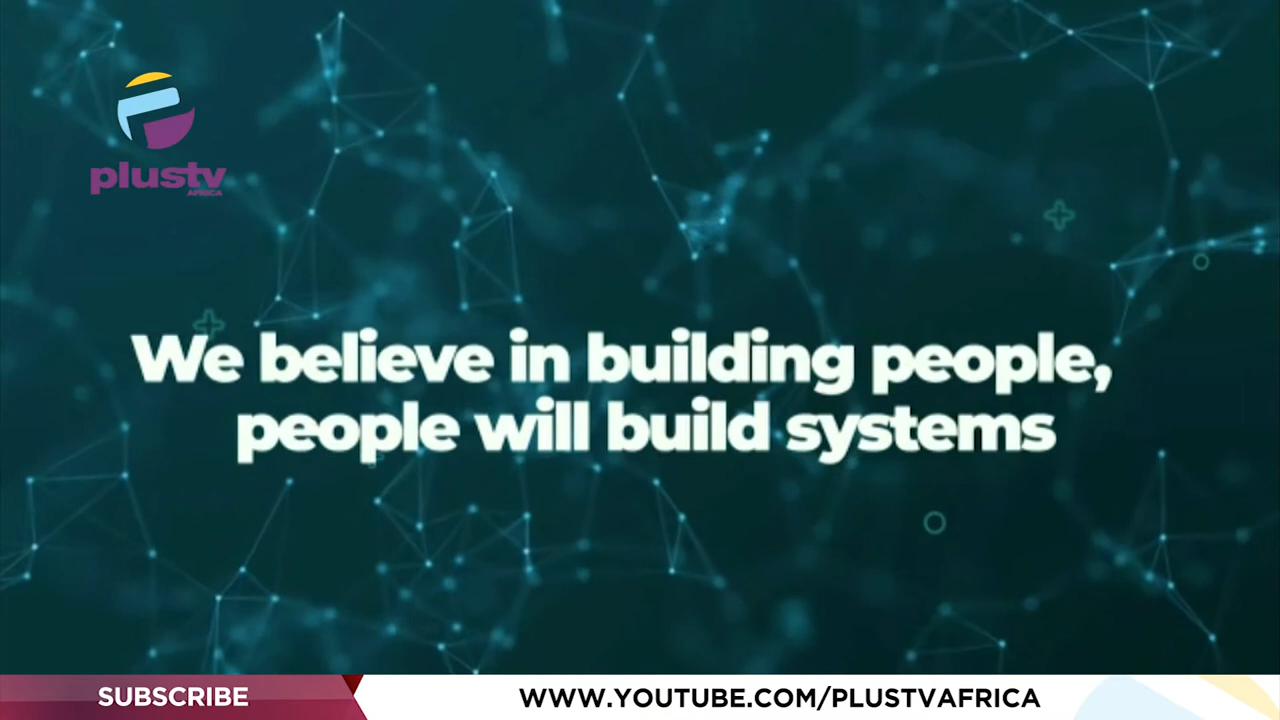 plustv
AFRICA
We believe in building people,
people will build systems
SUBSCRIBE
WWW.YOUTUBE.COM/PLUSTVAFRICA